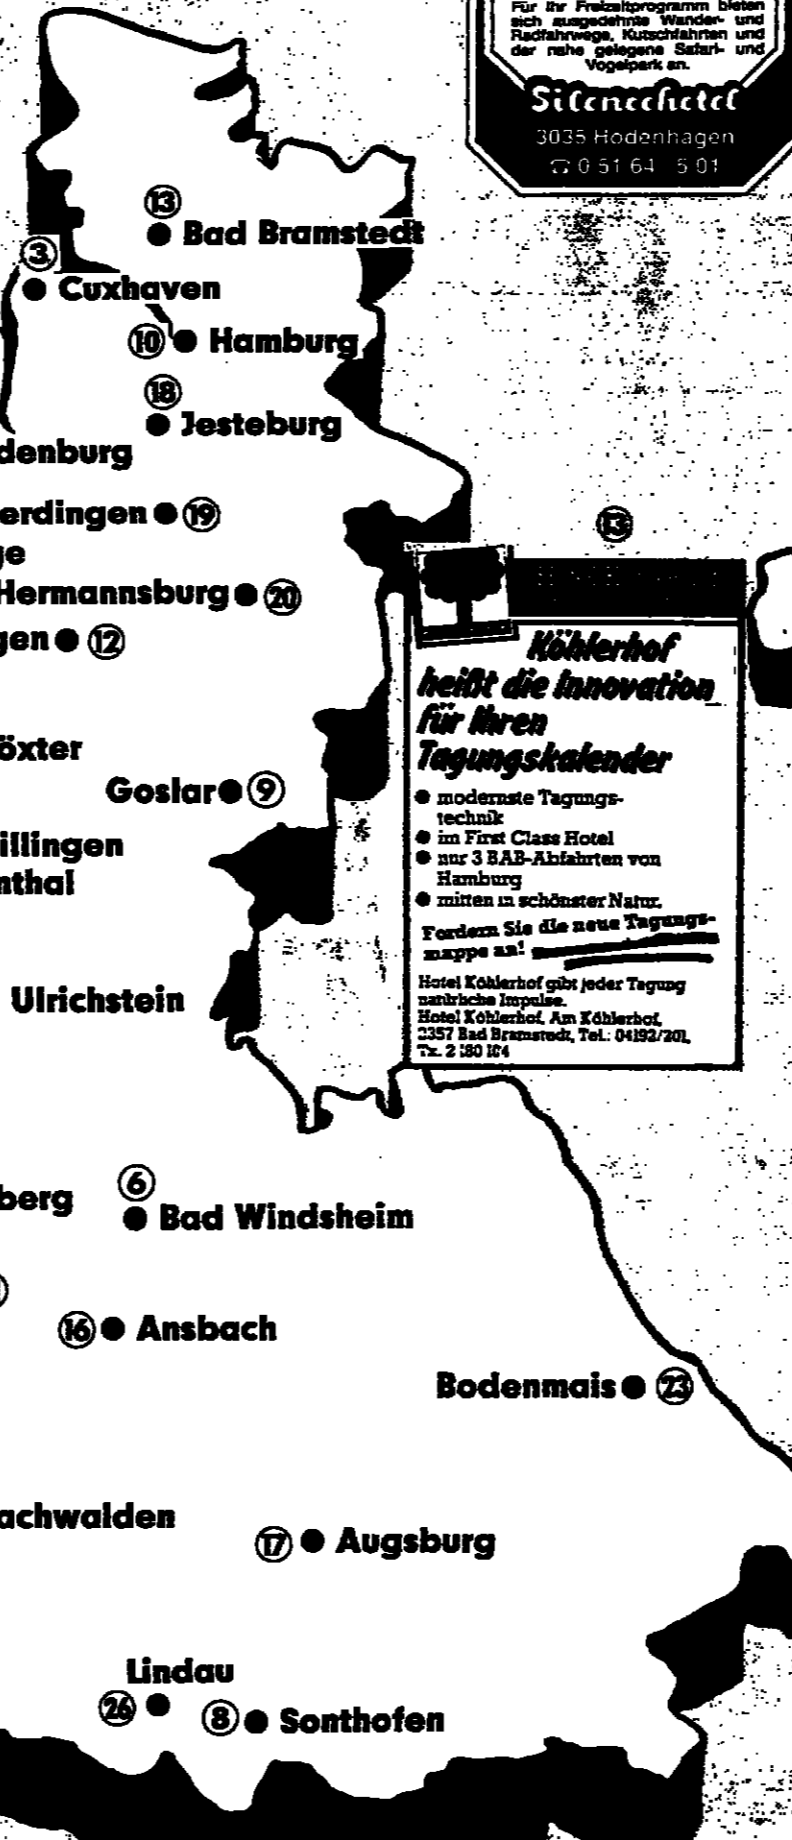 Für Ihr Freizeitprogramm bieten
sich ausgedehnte Wander- und
Radfahrwege, Kutschfahrten und
der nahe gelegene Safari- und
Vogelpark an.
Silencehotel
3035 Hodenhagen
☎ 0 51 64 5 01
13
Bad Bramstedt
3
Cuxhaven
10 Hamburg
18
Jesteburg
denburg
erdingen 19
ge
Hermannsburg 20
gen 12
öxter
Goslar 9
illingen
nthal
Ulrichstein
13
Köhlerhof
heißt die Innovation
für Ihren
Tagungskalender
● modernste Tagungs-
technik
● im First Class Hotel
● nur 3 BAB-Abfahrten von
Hamburg
● mitten in schönster Natur.
Fordern Sie die neue Tagungs-
mappe an!
Hotel Köhlerhof gibt jeder Tagung
natürliche Impulse.
Hotel Köhlerhof, Am Köhlerhof,
2357 Bad Bramstedt, Tel.: 04192/201,
Tx. 2 180 104
6
berg
Bad Windsheim
16 Ansbach
Bodenmais 23
achwalden
17 Augsburg
Lindau
26
8 Sonthofen